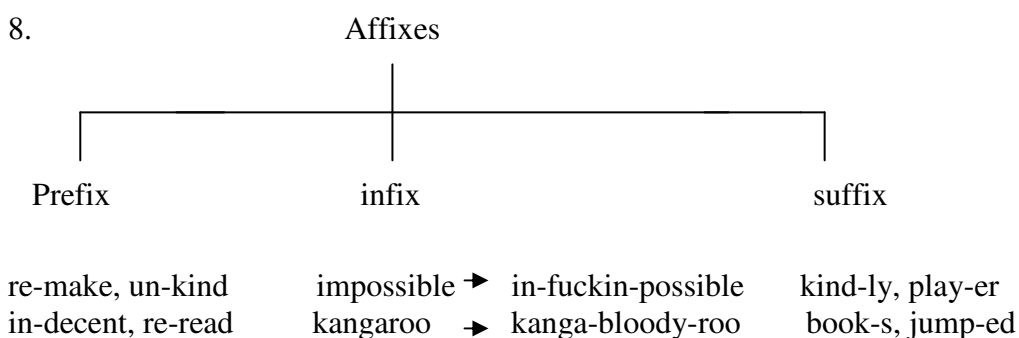 8. Affixes
Prefix infix suffix
re-make, un-kind impossible → in-fuckin-possible kind-ly, play-er
in-decent, re-read kangaroo → kanga-bloody-roo book-s, jump-ed